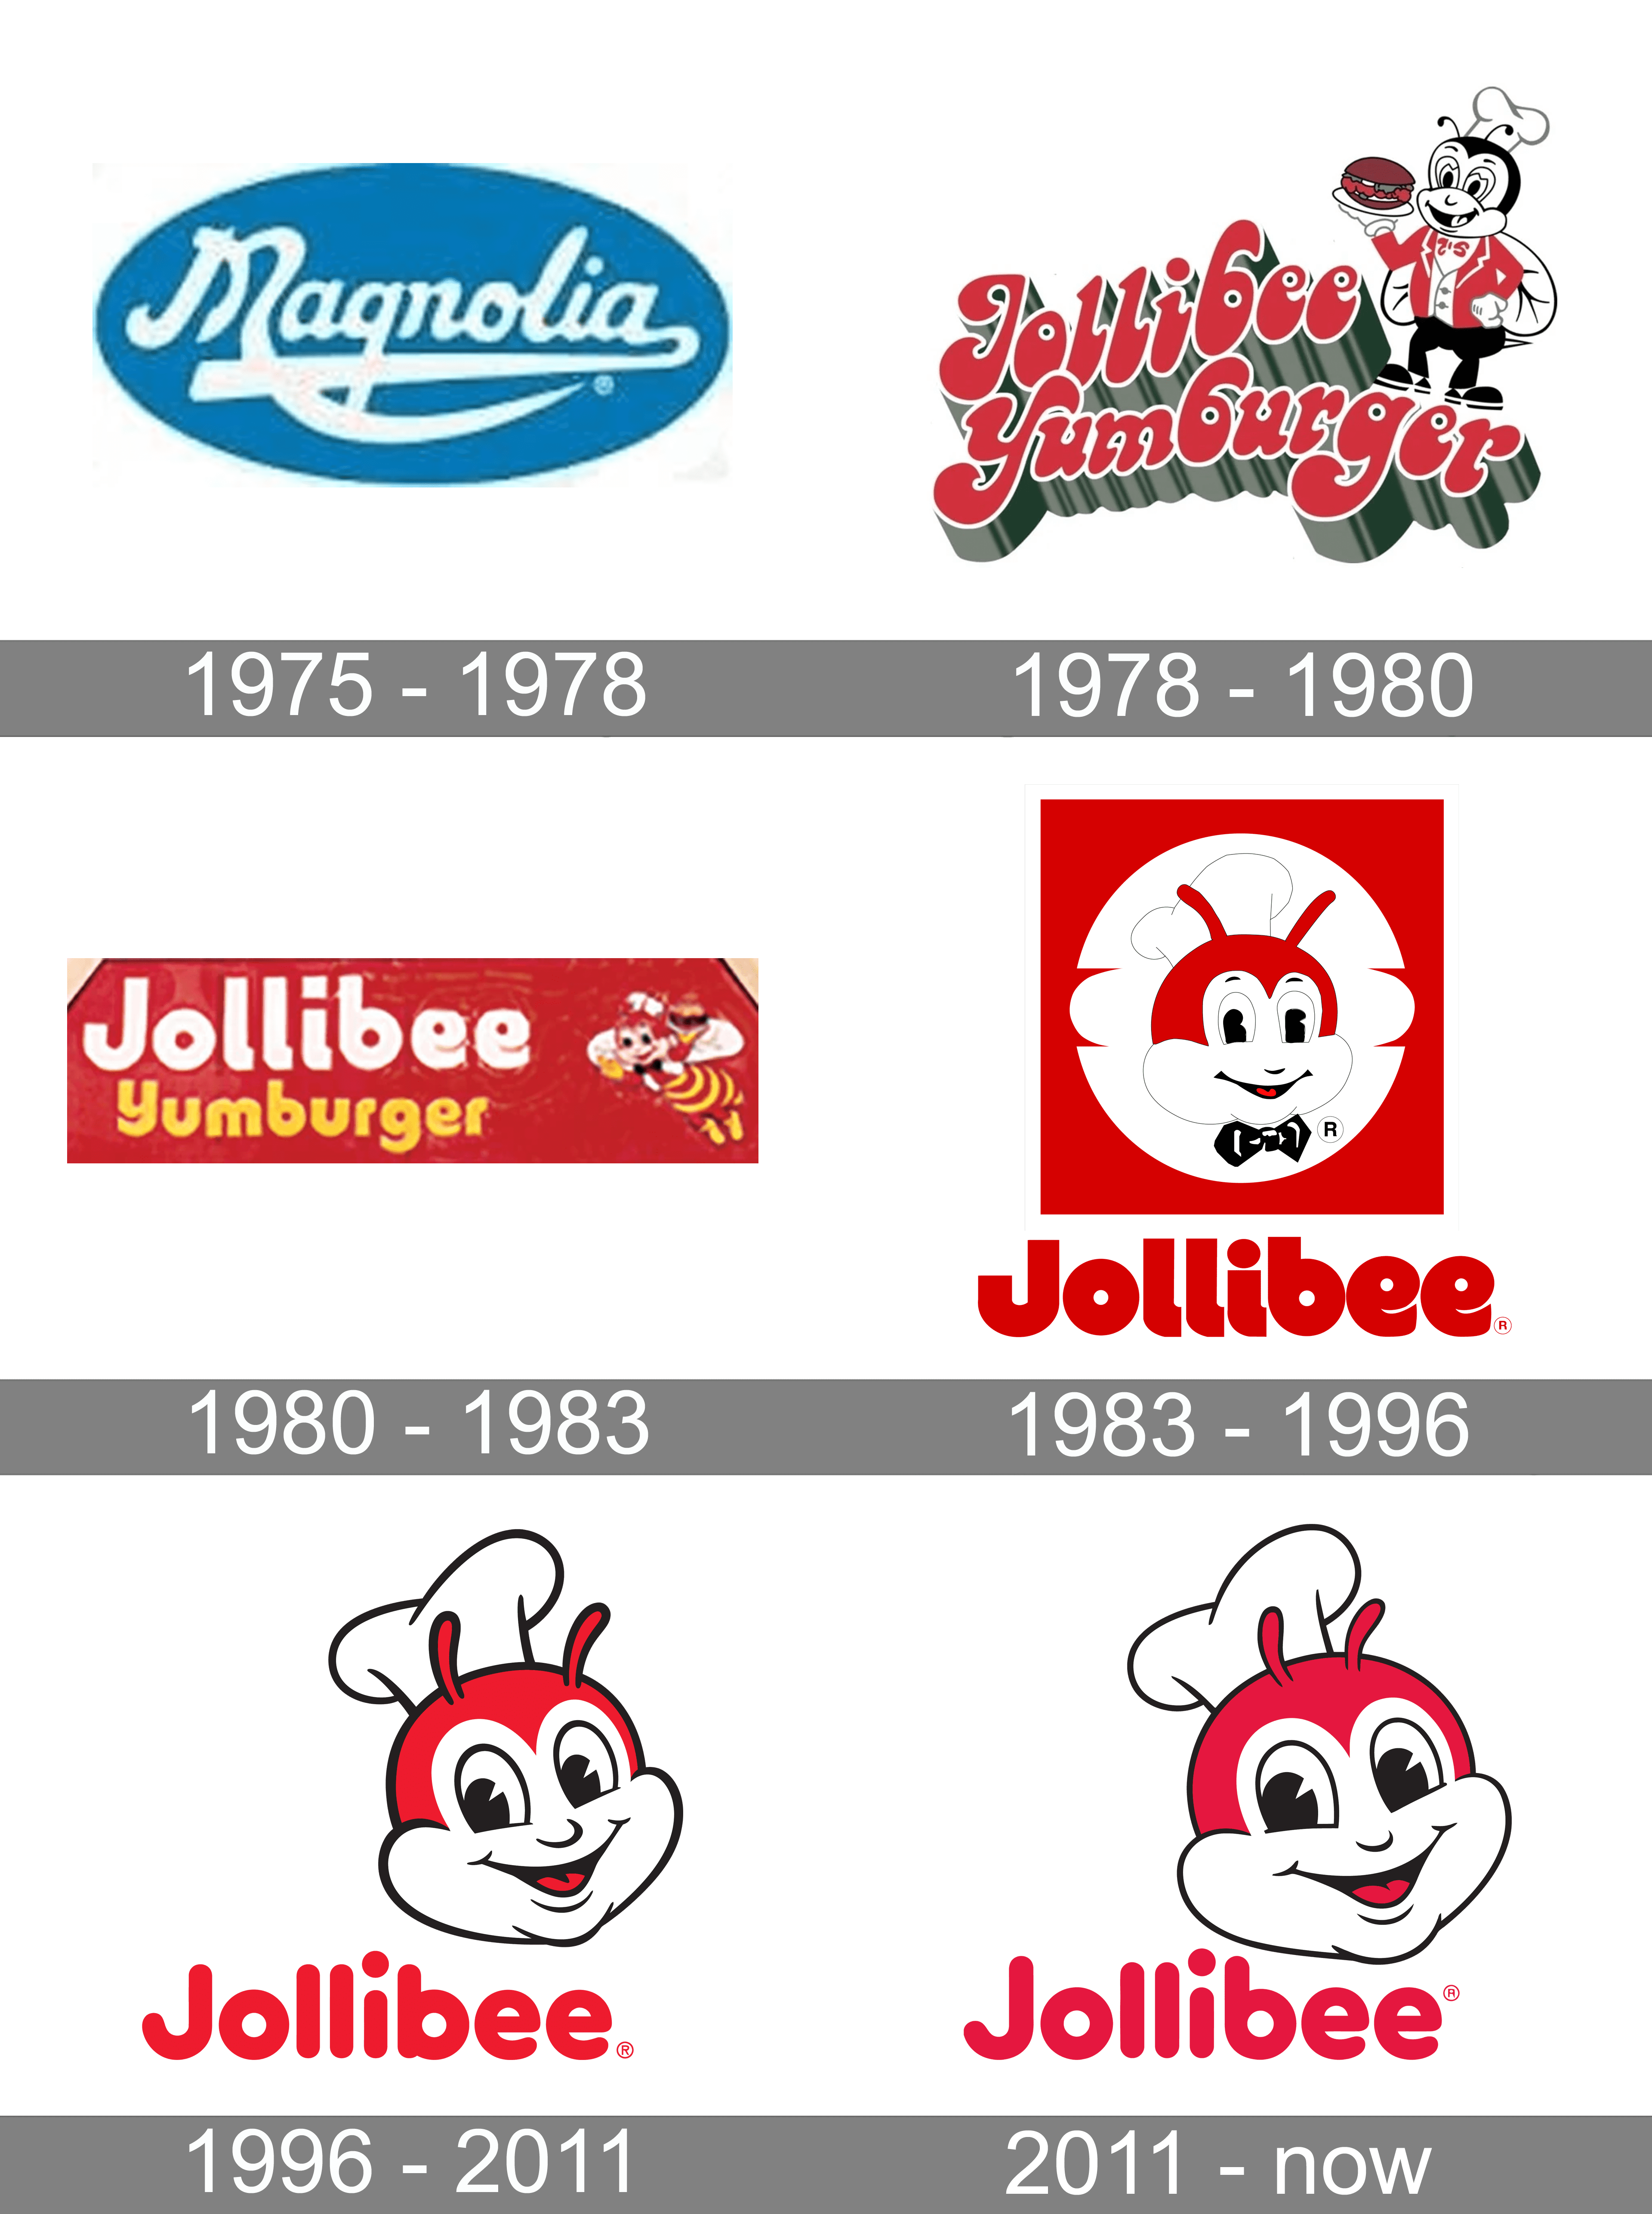 Magnolia
®
Jollibee
Yumburger
1975 - 1978
1978 - 1980
Jollibee
Yumburger
®
Jollibee®
1980 - 1983
1983 - 1996
Jollibee®
Jollibee®
1996 - 2011
2011 - now